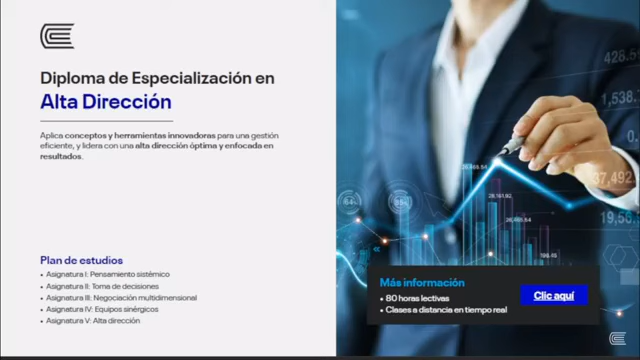 Diploma de Especialización en
Alta Dirección
Aplica conceptos y herramientas innovadoras para una gestión
eficiente, y lidera con una alta dirección óptima y enfocada en
resultados.
Plan de estudios
• Asignatura I: Pensamiento sistémico
• Asignatura II: Toma de decisiones
• Asignatura III: Negociación multidimensional
• Asignatura IV: Equipos sinérgicos
• Asignatura V: Alta dirección
Más información
• 80 horas lectivas
• Clases a distancia en tiempo real
Clic aquí